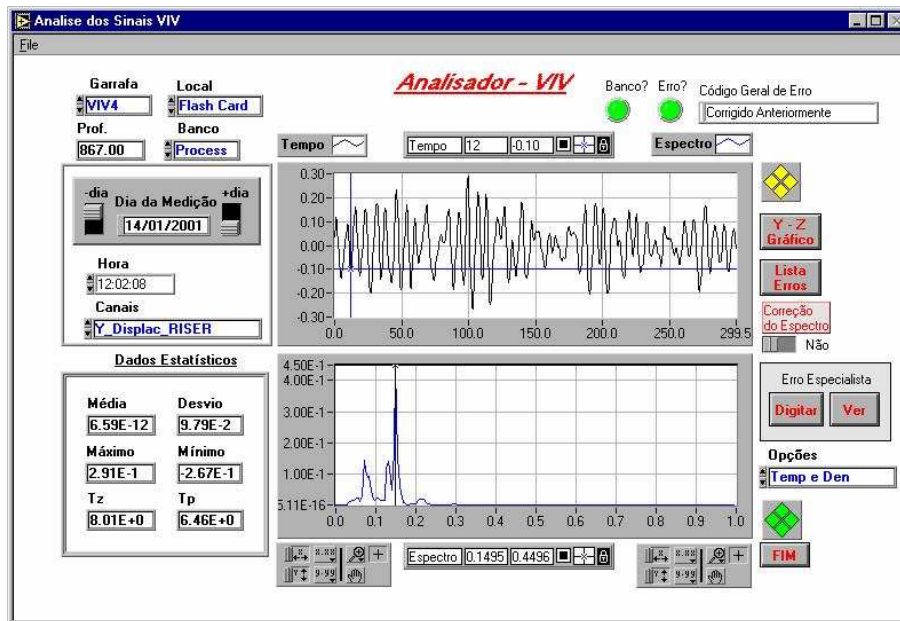 Analise dos Sinais VIV
File
Garrafa
VIV4
Local
Flash Card
Prof.
867.00
Banco
Process
Analisador - VIV
Banco?
Erro?
Código Geral de Erro
Corrigido Anteriormente
-dia
Dia da Medição
+dia
14/01/2001
Hora
12:02:08
Canais
Y_Displac_RISER
Tempo
Tempo 12 -0.10
Espectro
0.30
0.20
0.10
0.00
-0.10
-0.20
-0.30
0.0 50.0 100.0 150.0 200.0 250.0 299.5
Y - Z
Gráfico
Lista
Erros
Correção
do Espectro
Não
Dados Estatísticos
Média
6.59E-12
Desvio
9.79E-2
Máximo
2.91E-1
Mínimo
-2.67E-1
Tz
8.01E+0
Tp
6.46E+0
4.50E-1
4.00E-1
3.00E-1
2.00E-1
1.00E-1
5.11E-16
0.0 0.1 0.2 0.3 0.4 0.5 0.6 0.7 0.8 0.9 1.0
Espectro 0.1495 0.4496
Erro Especialista
Digitar
Ver
Opções
Temp e Den
FIM